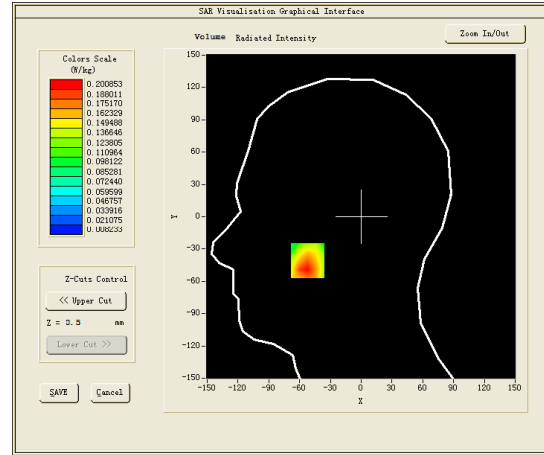 SAR Visualisation Graphical Interface
Volume Radiated Intensity
Zoom In/Out
Colors Scale
(W/kg)
0.200853
0.188011
0.175170
0.162329
0.149488
0.136646
0.123805
0.110964
0.098122
0.085281
0.072440
0.059599
0.046757
0.033916
0.021075
0.008233
Z-Cuts Control
<< Upper Cut
Z = 0.5 mm
Lower Cut >>
SAVE
Cancel
150
120
90
60
30
0
-30
-60
-90
-120
-150
Y
-150 -120 -90 -60 -30 0 30 60 90 120 150
X